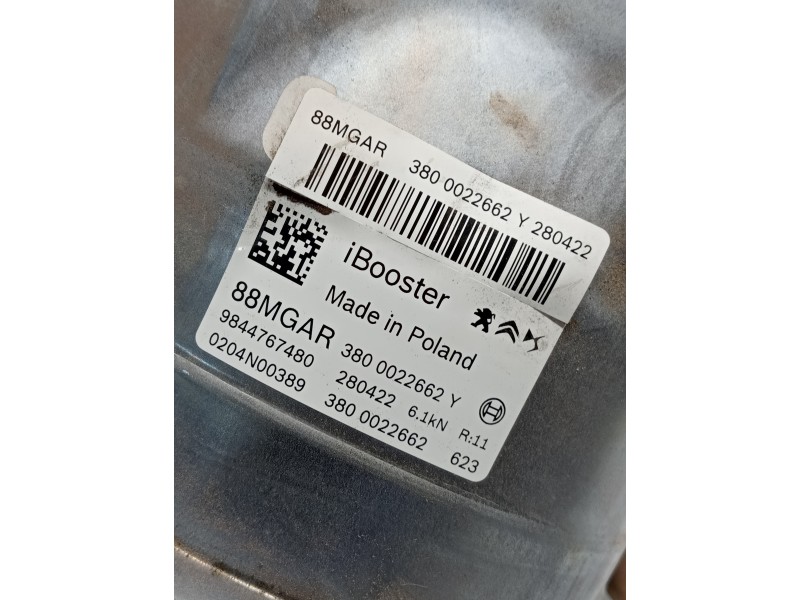 88MGAR 380 0022662 Y 280422
iBooster
Made in Poland
88MGAR 380 0022662 Y
9844767480 280422 6.1kN R:11
0204N00389 380 0022662 623